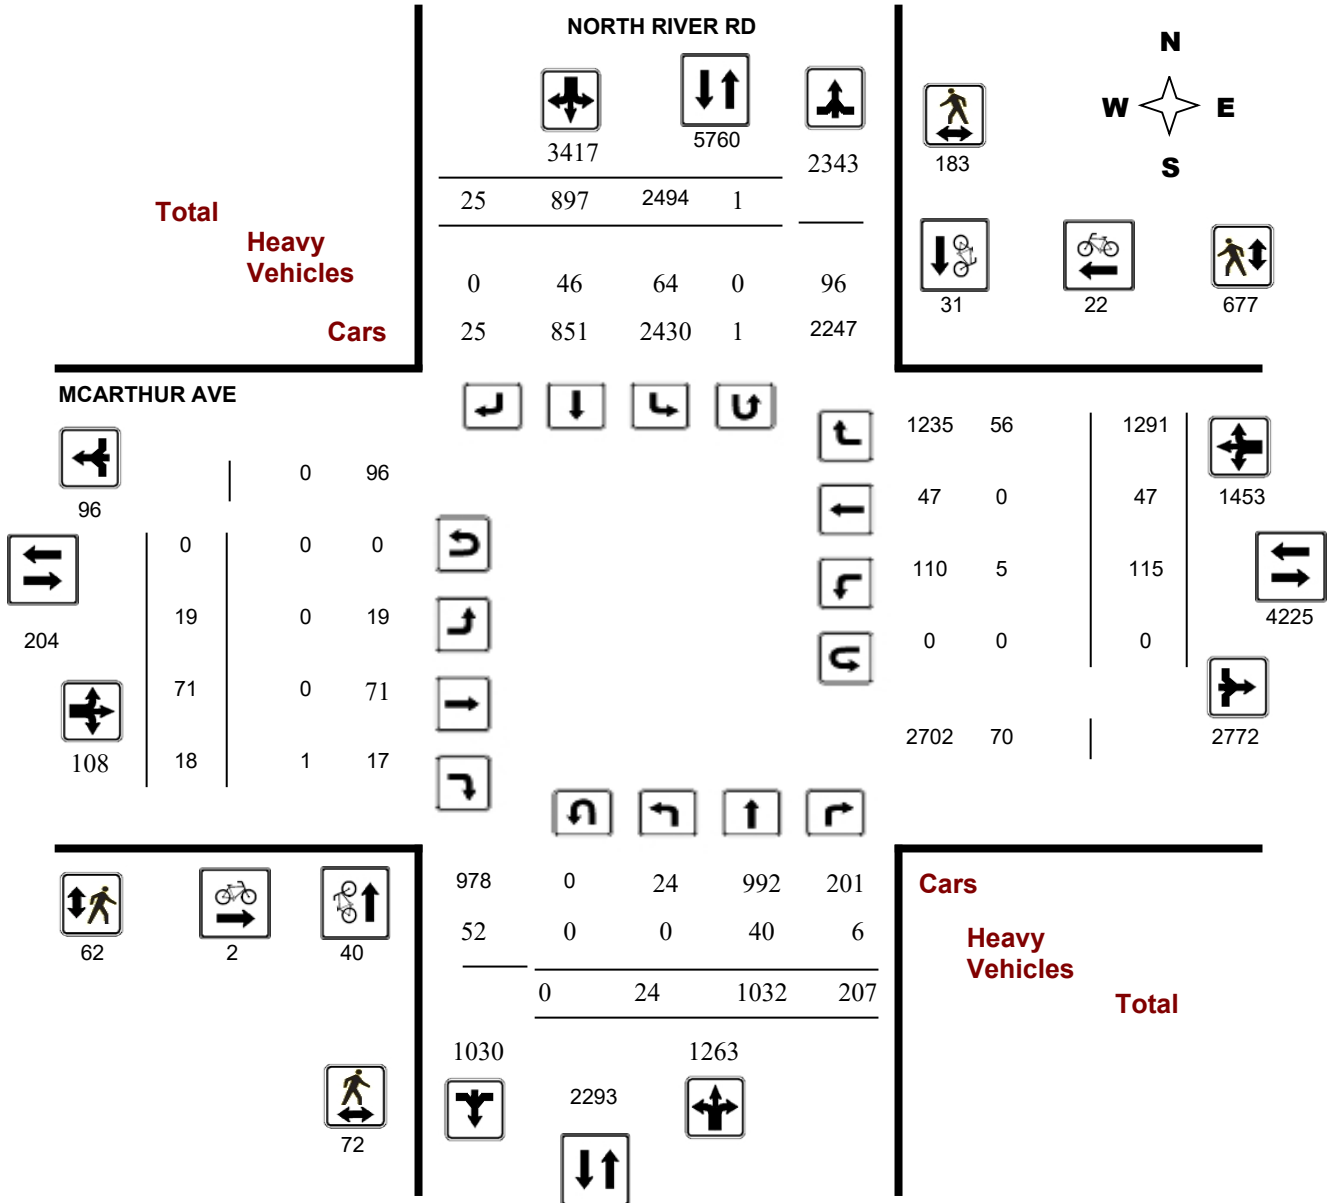 NORTH RIVER RD
N
W E
S
3417 5760 2343 183
Total 25 897 2494 1
Heavy
Vehicles
0 46 64 0 96
31 22 677
Cars 25 851 2430 1 2247
MCARTHUR AVE
1235 56 1291
0 96
96
47 0 47 1453
0 0 0
110 5 115
19 0 19
4225
204
0 0 0
71 0 71
2702 70 2772
108 18 1 17
978 0 24 992 201 Cars
52 0 0 40 6 Heavy
Vehicles
62 2 40
0 24 1032 207 Total
1030 1263
2293
72